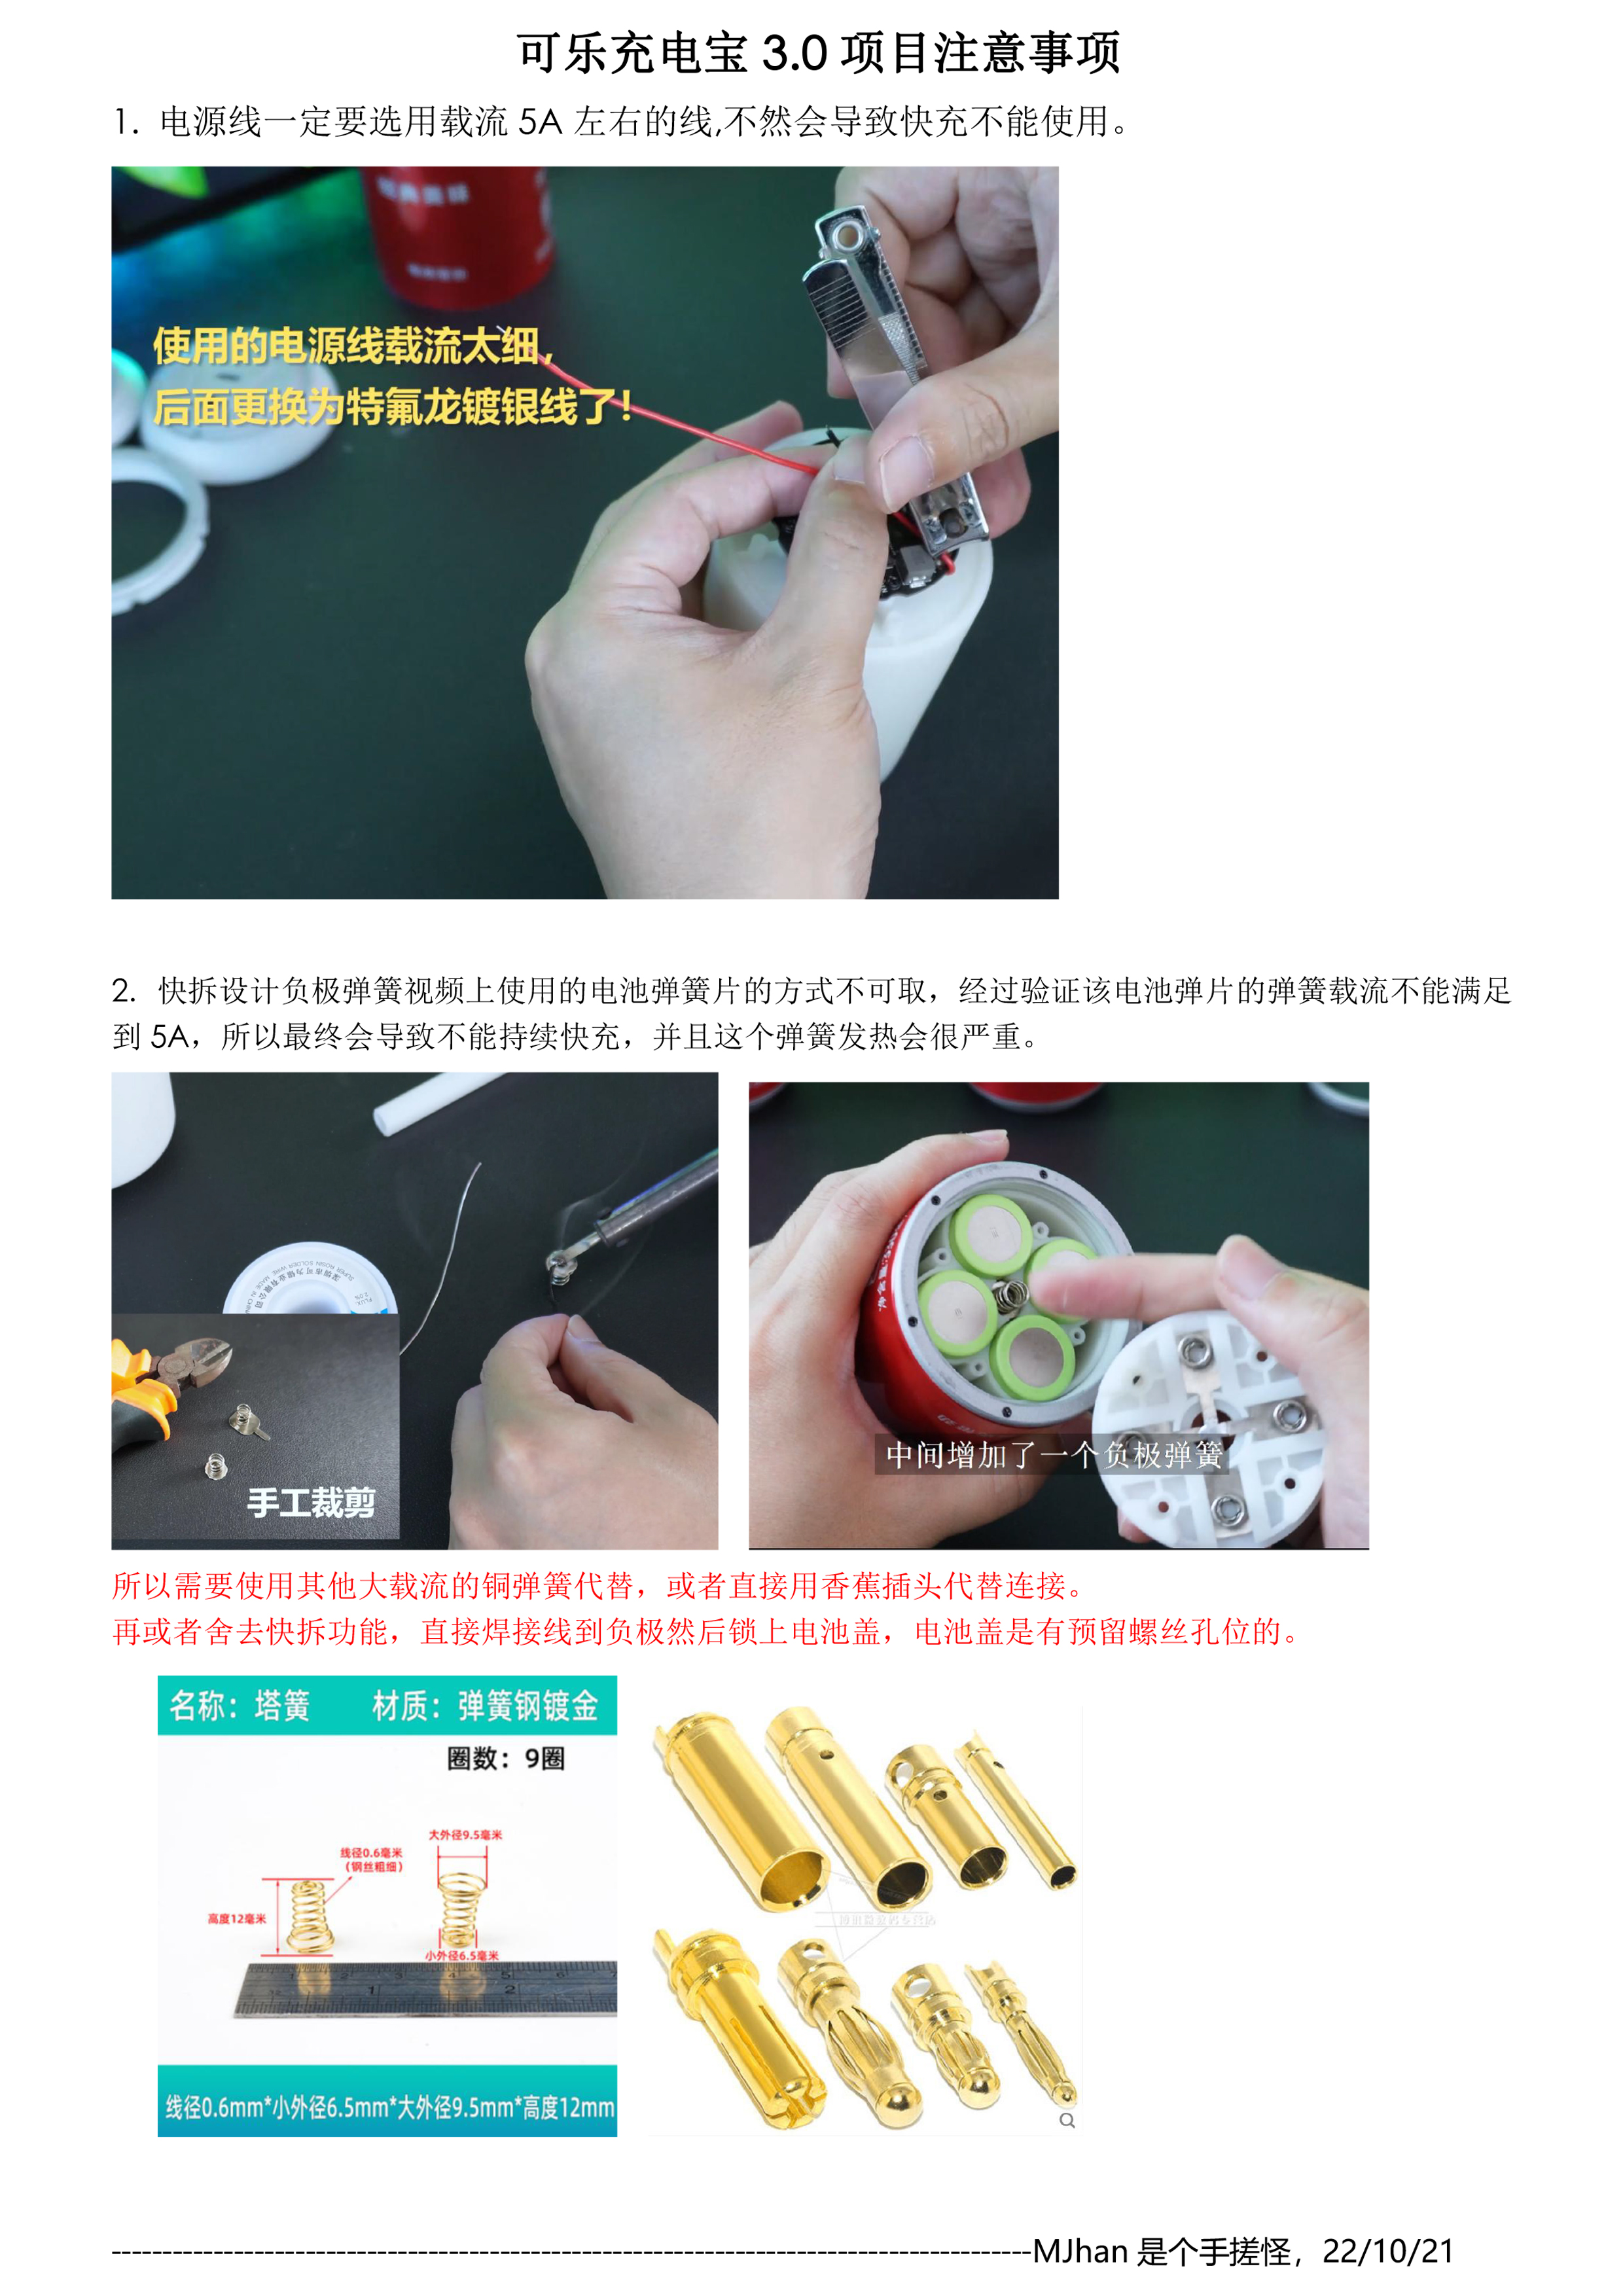 可乐充电宝 3.0 项目注意事项
1. 电源线一定要选用载流 5A 左右的线,不然会导致快充不能使用。
使用的电源线载流太细,
后面更换为特氟龙镀银线了!
2. 快拆设计负极弹簧视频上使用的电池弹簧片的方式不可取，经过验证该电池弹片的弹簧载流不能满足
到 5A，所以最终会导致不能持续快充，并且这个弹簧发热会很严重。
手工裁剪
中间增加了一个负极弹簧
所以需要使用其他大载流的铜弹簧代替，或者直接用香蕉插头代替连接。
再或者舍去快拆功能，直接焊接线到负极然后锁上电池盖，电池盖是有预留螺丝孔位的。
名称：塔簧 材质：弹簧钢镀金
圈数：9圈
大外径9.5毫米
线径0.6毫米
（钢丝粗细）
高度12毫米
小外径6.5毫米
线径0.6mm*小外径6.5mm*大外径9.5mm*高度12mm
--------------------------------------------------------------------------------------------MJhan 是个手搓怪，22/10/21